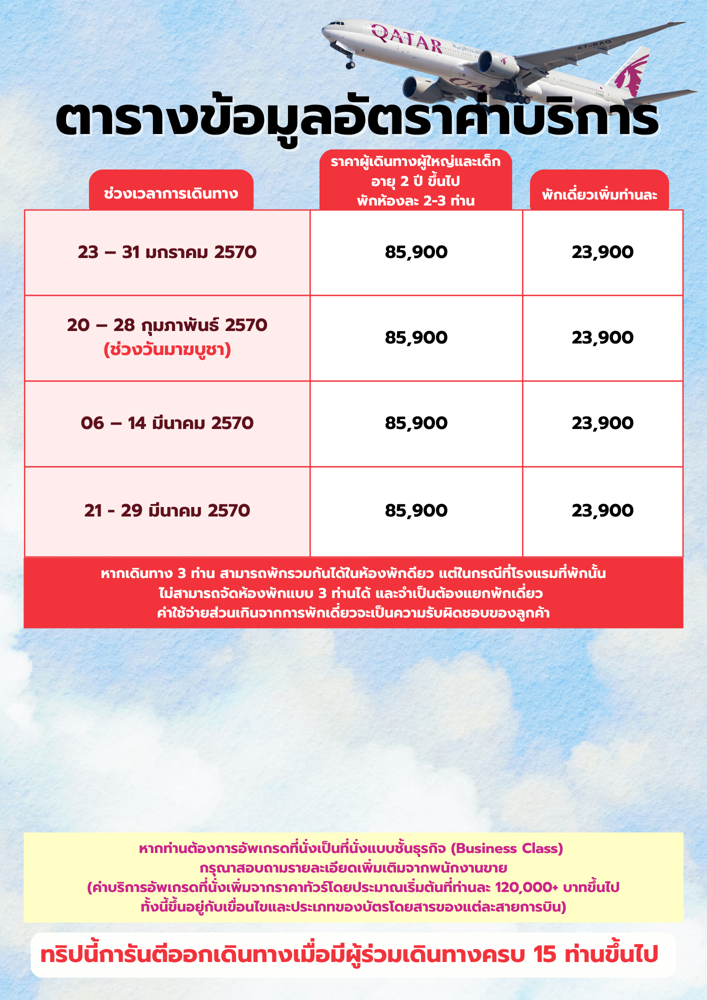 QATAR
القطرية
A7-BAQ
ตารางข้อมูลอัตราค่าบริการ
ช่วงเวลาการเดินทาง
ราคาผู้เดินทางผู้ใหญ่และเด็ก
อายุ 2 ปี ขึ้นไป
พักห้องละ 2-3 ท่าน
พักเดี่ยวเพิ่มท่านละ
23 – 31 มกราคม 2570
85,900
23,900
20 – 28 กุมภาพันธ์ 2570
(ช่วงวันมาฆบูชา)
85,900
23,900
06 – 14 มีนาคม 2570
85,900
23,900
21 - 29 มีนาคม 2570
85,900
23,900
หากเดินทาง 3 ท่าน สามารถพักรวมกันได้ในห้องพักดียว แต่ในกรณีที่โรงแรมที่พักนั้น
ไม่สามารถจัดห้องพักแบบ 3 ท่านได้ และจำเป็นต้องแยกพักเดี่ยว
ค่าใช้จ่ายส่วนเกินจากการพักเดี่ยวจะเป็นความรับผิดชอบของลูกค้า
หากท่านต้องการอัพเกรดที่นั่งเป็นที่นั่งแบบชั้นธุรกิจ (Business Class)
กรุณาสอบถามรายละเอียดเพิ่มเติมจากพนักงานขาย
(ค่าบริการอัพเกรดที่นั่งเพิ่มจากราคาทัวร์โดยประมาณเริ่มต้นที่ท่านละ 120,000+ บาทขึ้นไป
ทั้งนี้ขึ้นอยู่กับเขื่อนไขและประเภทของบัตรโดยสารของแต่ละสายการบิน)
ทริปนี้การันตีออกเดินทางเมื่อมีผู้ร่วมเดินทางครบ 15 ท่านขึ้นไป